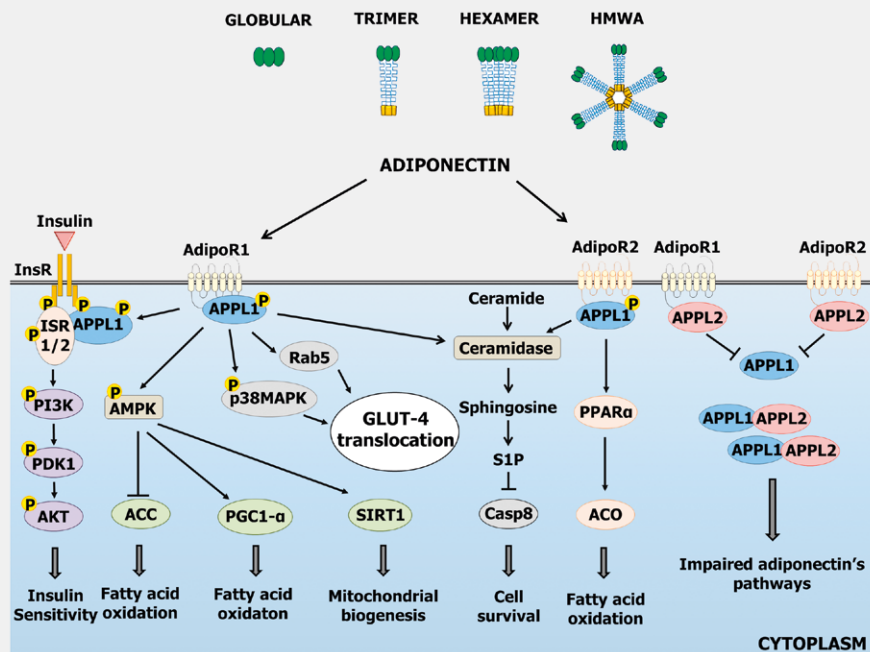 GLOBULAR
TRIMER
HEXAMER
HMWA
ADIPONECTIN
Insulin
InsR
AdipoR1
AdipoR2
AdipoR1
AdipoR2
P
P
P
P
ISR
1/2
APPL1
APPL1
P
Ceramide
APPL1
P
APPL2
APPL2
Rab5
Ceramidase
APPL1
P
PI3K
P
AMPK
P
p38MAPK
GLUT-4
translocation
Sphingosine
PPARα
APPL1
APPL2
APPL1
APPL2
P
PDK1
S1P
P
AKT
ACC
PGC1-α
SIRT1
Casp8
ACO
Insulin
Sensitivity
Fatty acid
oxidation
Fatty acid
oxidaton
Mitochondrial
biogenesis
Cell
survival
Fatty acid
oxidation
Impaired adiponectin's
pathways
CYTOPLASM